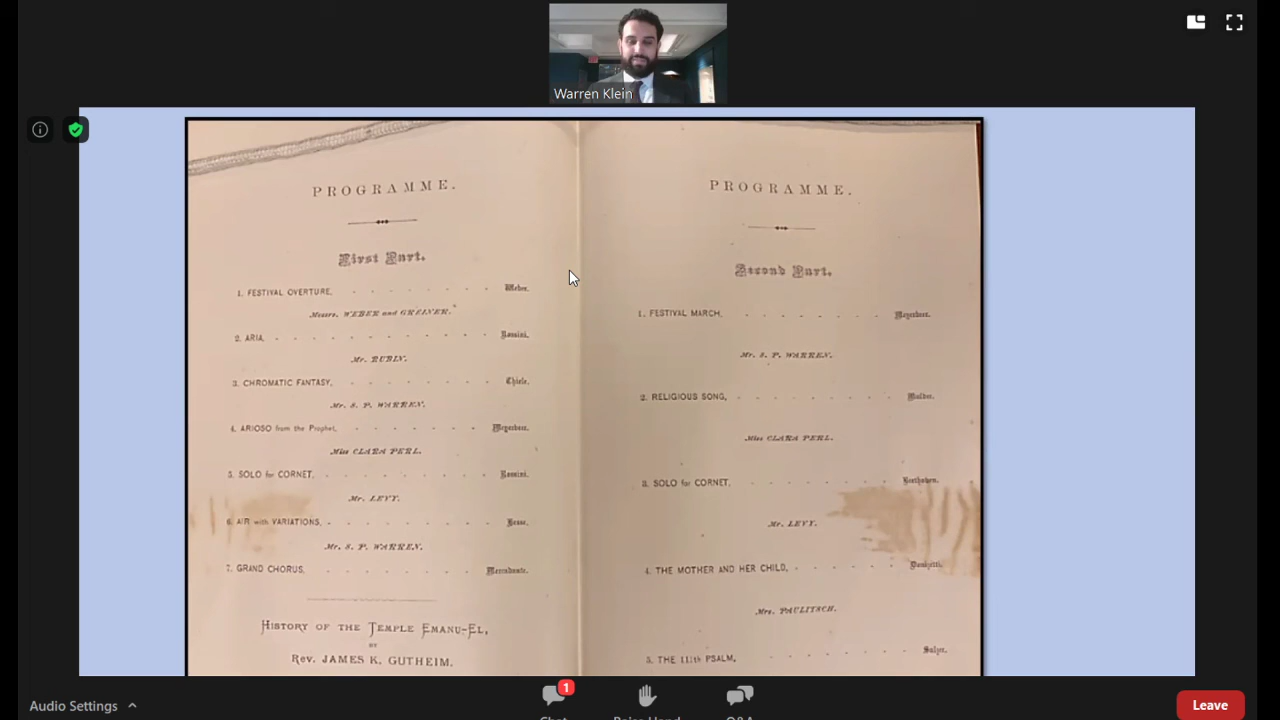 Warren Klein
PROGRAMME.
First Part.
1. FESTIVAL OVERTURE, Weber.
Messrs. WEBER and GREINER.
2. ARIA, Rossini.
Mr. RUBIN.
3. CHROMATIC FANTASY, Thiele.
Mr. S. P. WARREN.
4. ARIOSO from the Prophet, Meyerbeer.
Miss CLARA PERL.
5. SOLO for CORNET, Rossini.
Mr. LEVY.
6. AIR with VARIATIONS, Hesse.
Mr. S. P. WARREN.
7. GRAND CHORUS, Mercadante.
HISTORY OF THE TEMPLE EMANU-EL,
BY
REV. JAMES K. GUTHEIM.
PROGRAMME.
Second Part.
1. FESTIVAL MARCH, Meyerbeer.
Mr. S. P. WARREN.
2. RELIGIOUS SONG,
Miss CLARA PERL.
3. SOLO for CORNET, Beethoven.
Mr. LEVY.
4. THE MOTHER AND HER CHILD, Donizetti.
Mrs. PAULITSCH.
5. THE 111th PSALM,
Audio Settings
1
Chat
Raise Hand
Q&A
Leave